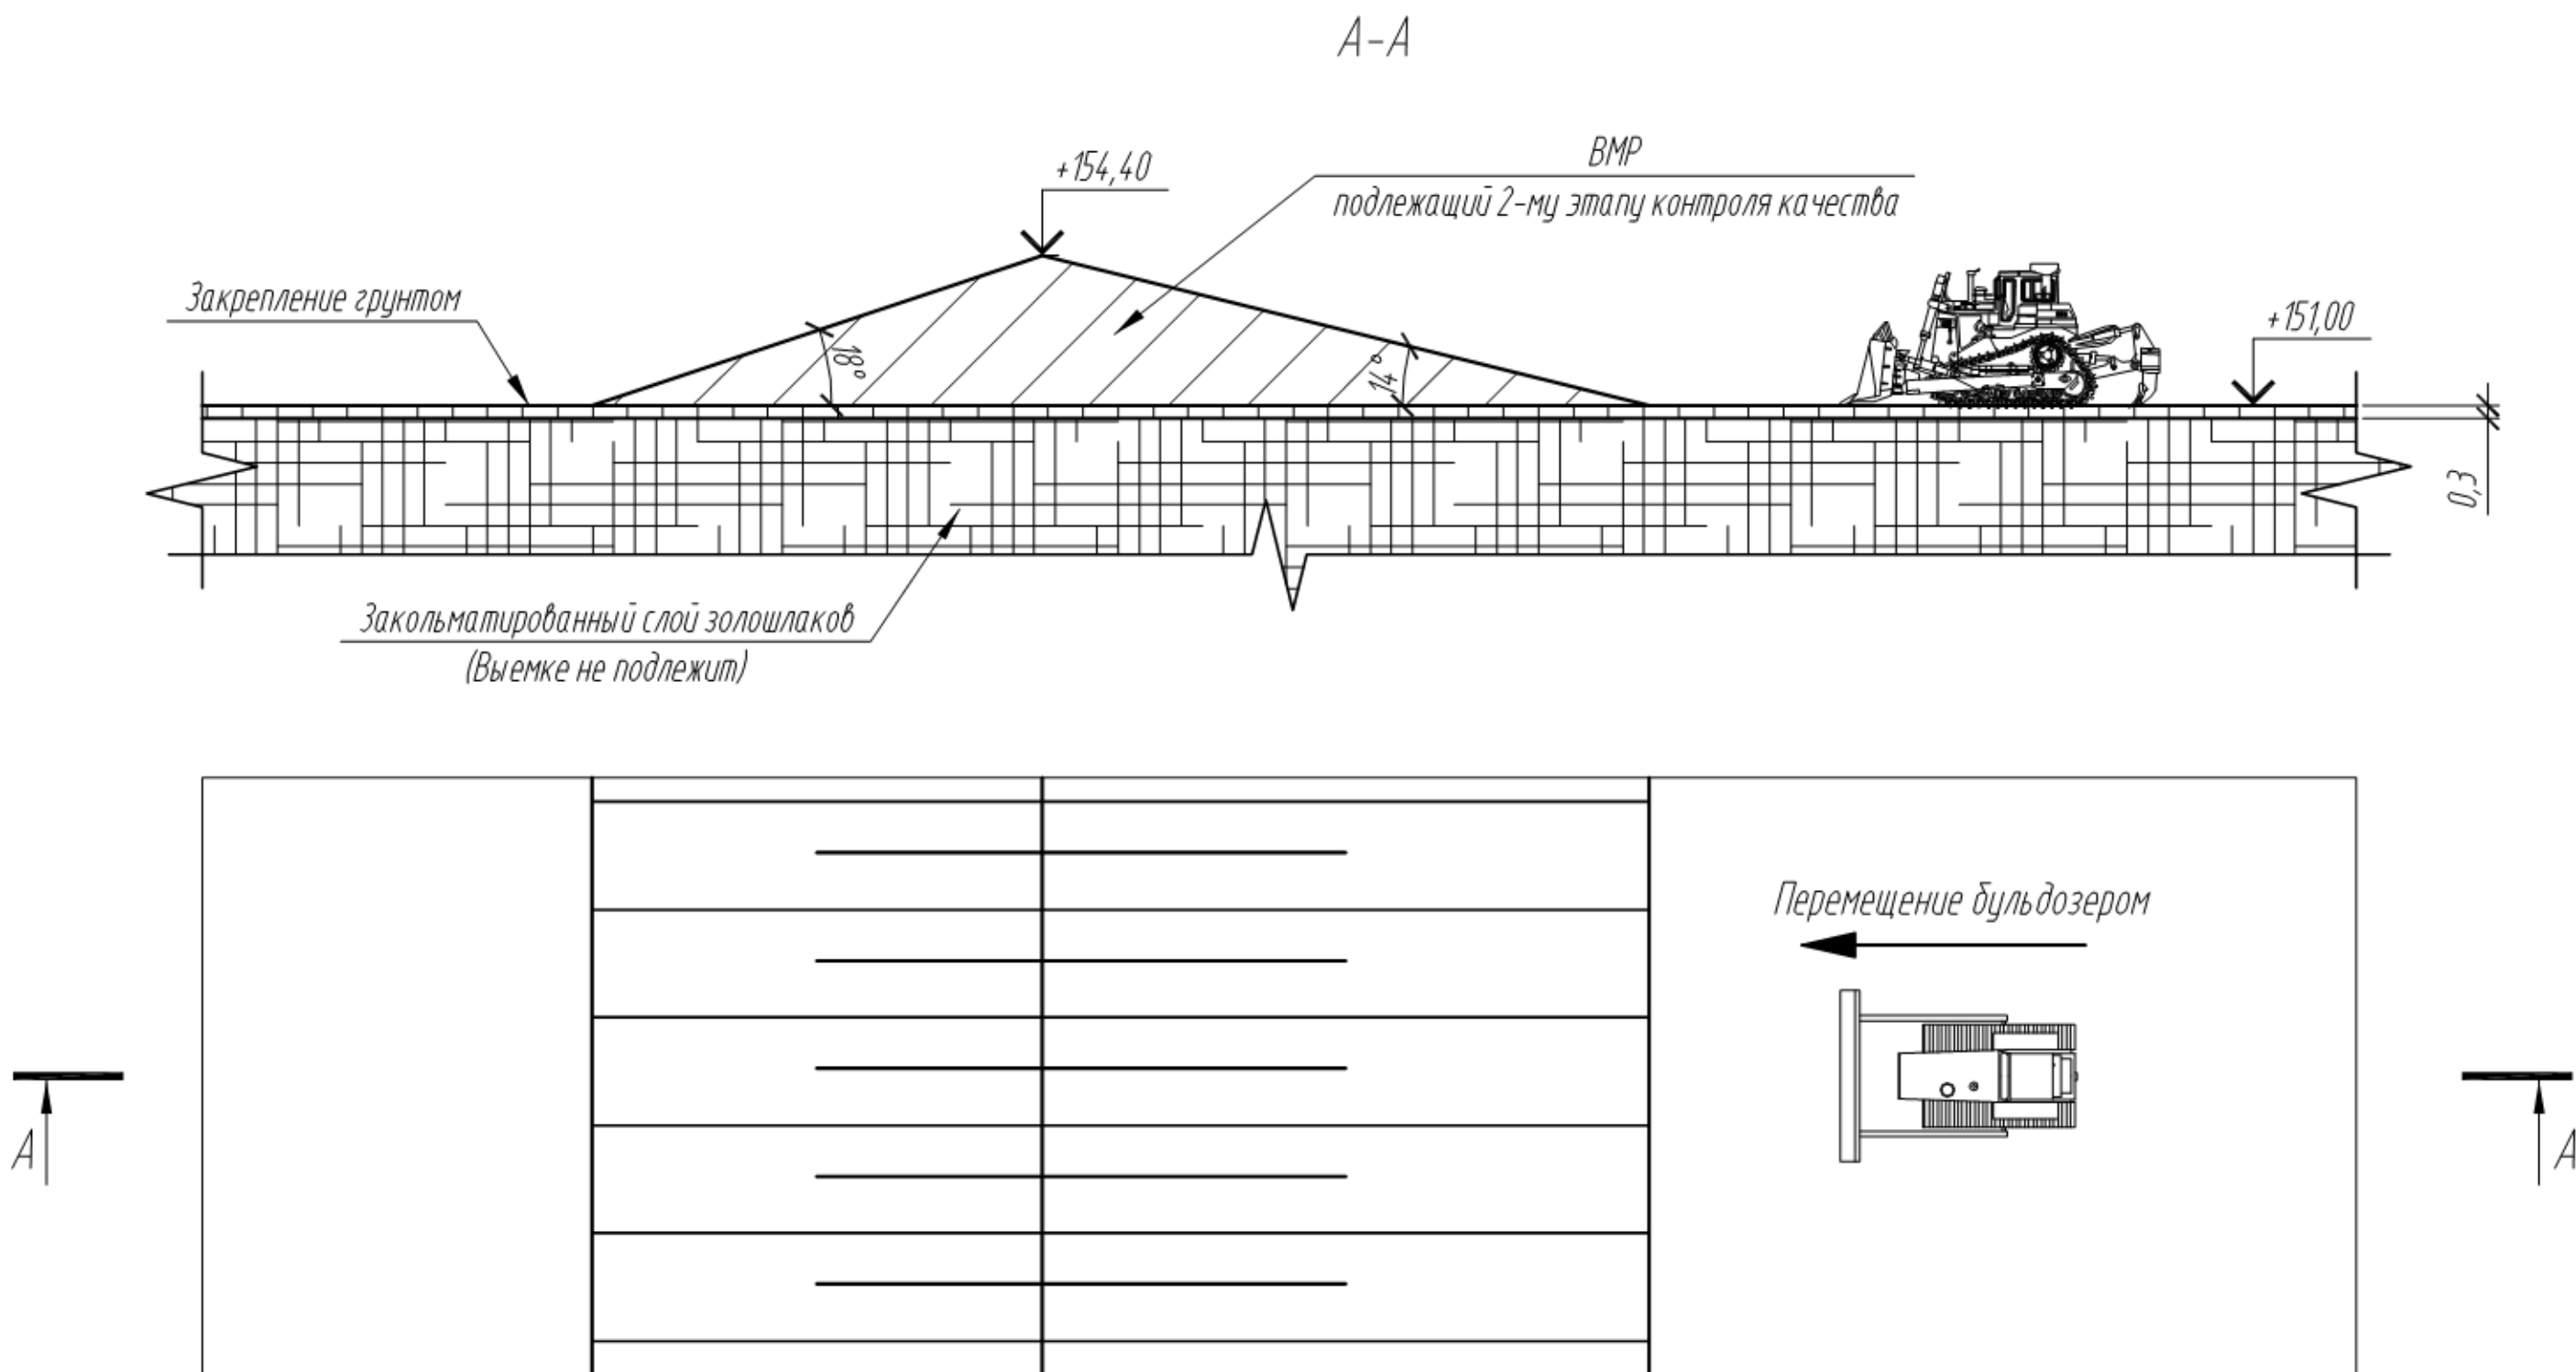 А-А
+154,40
ВМР
подлежащий 2-му этапу контроля качества
Закрепление грунтом
+151,00
18°
14°
0,3
Закольматированный слой золошлаков
(Выемке не подлежит)
Перемещение бульдозером
А
А